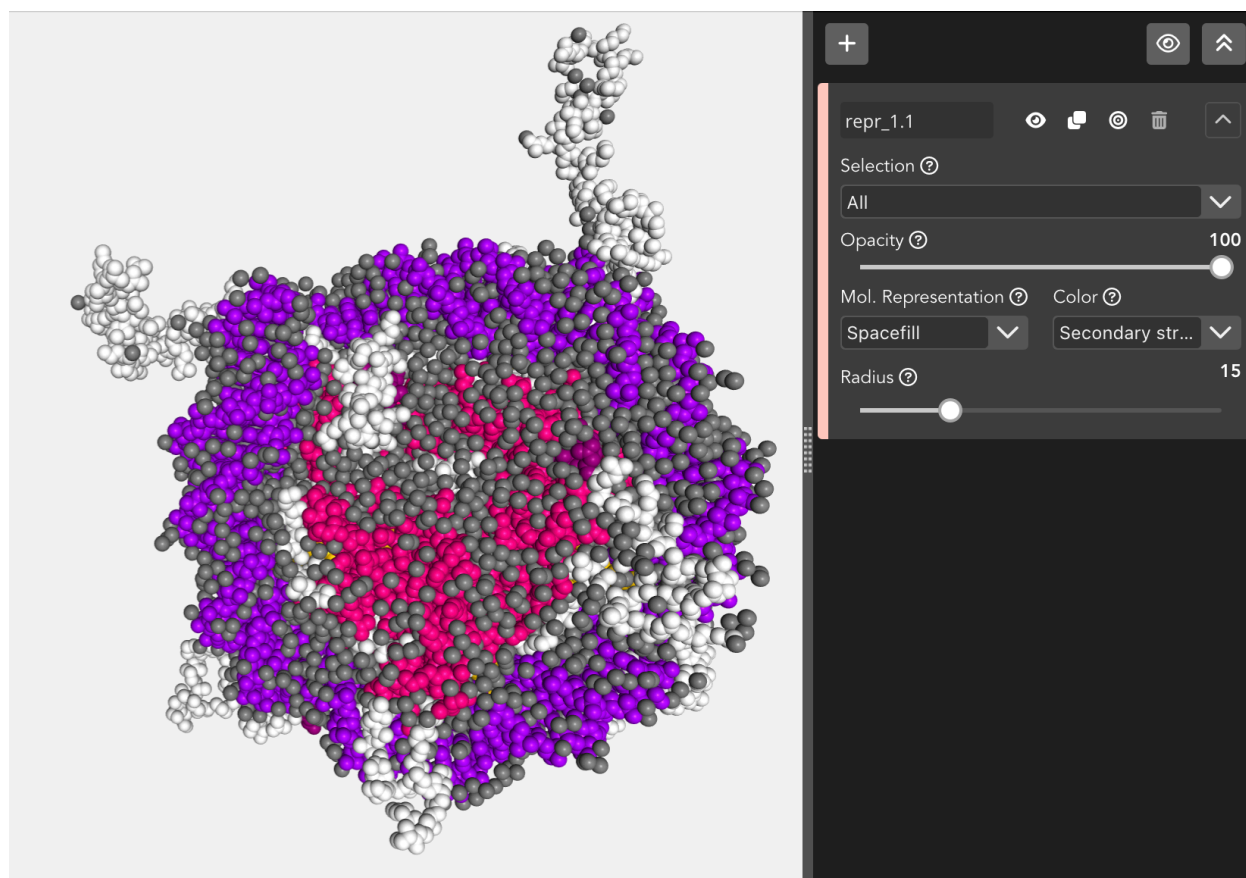 repr_1.1
Selection
All
Opacity 100
Mol. Representation Color
Spacefill Secondary str...
Radius 15